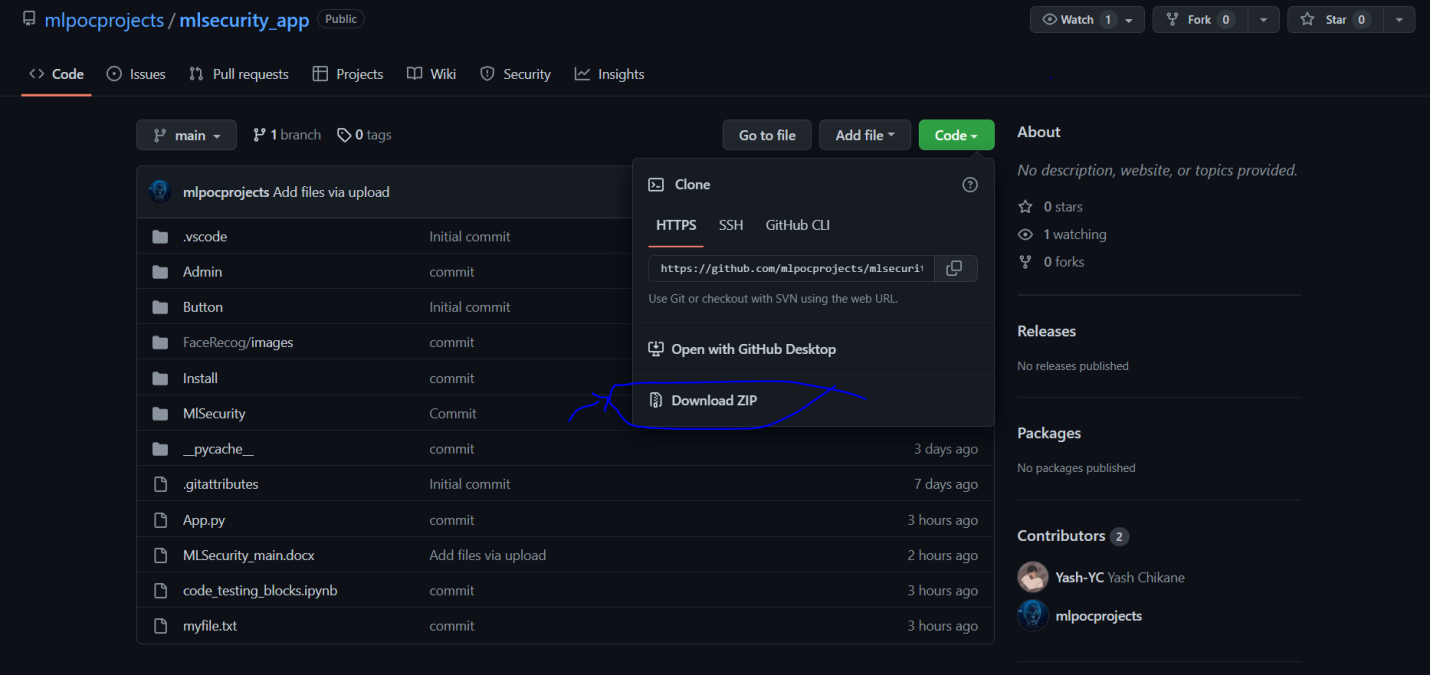 mlpocprojects / mlsecurity_app Public
Watch 1 Fork 0 Star 0
Code Issues Pull requests Projects Wiki Security Insights
main 1 branch 0 tags
Go to file Add file Code
mlpocprojects Add files via upload
.vscode Initial commit
Admin commit
Button Initial commit
FaceRecog/images commit
Install commit
MlSecurity Commit
__pycache__ commit 3 days ago
.gitattributes Initial commit 7 days ago
App.py commit 3 hours ago
MLSecurity_main.docx Add files via upload 2 hours ago
code_testing_blocks.ipynb commit 3 hours ago
myfile.txt commit 3 hours ago
Clone
HTTPS SSH GitHub CLI
https://github.com/mlpocprojects/mlsecurit
Use Git or checkout with SVN using the web URL.
Open with GitHub Desktop
Download ZIP
About
No description, website, or topics provided.
0 stars
1 watching
0 forks
Releases
No releases published
Packages
No packages published
Contributors 2
Yash-YC Yash Chikane
mlpocprojects